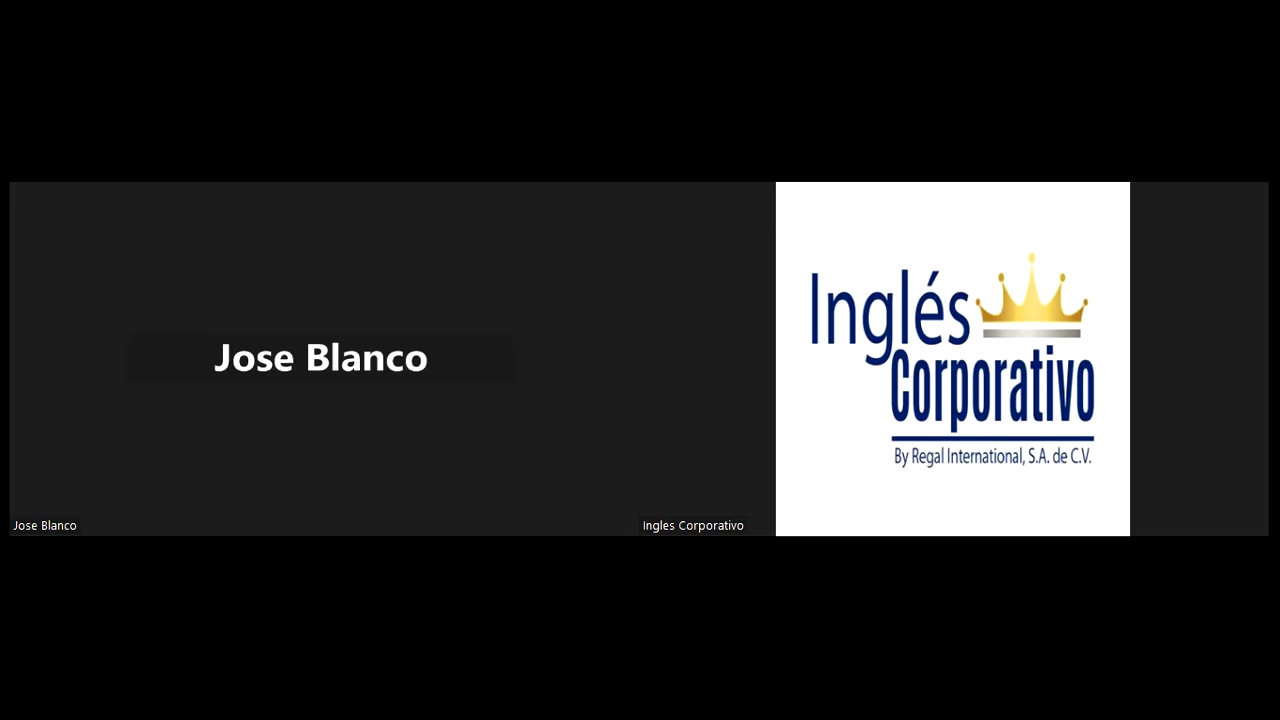 Jose Blanco
Jose Blanco
Ingles Corporativo
Inglés
Corporativo
By Regal International, S.A. de C.V.